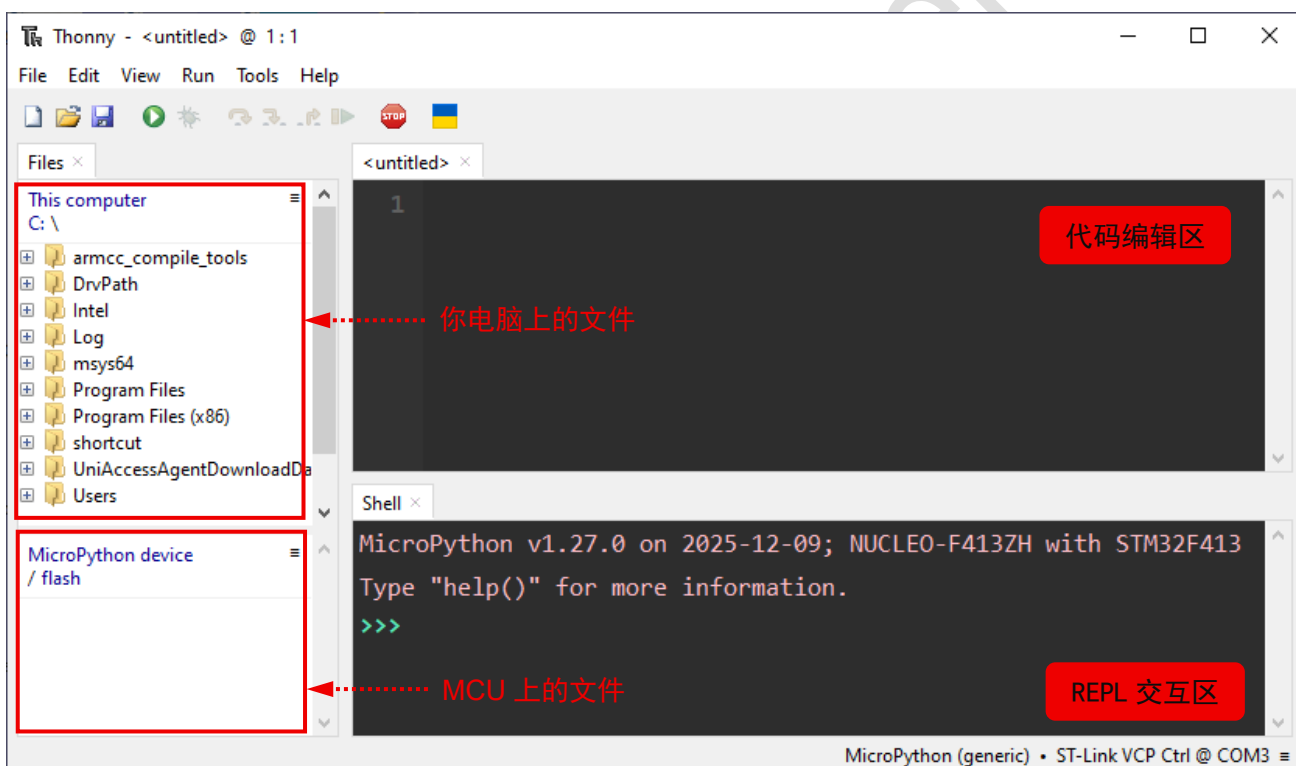 Thonny - <untitled> @ 1:1
File Edit View Run Tools Help
STOP
Files
<untitled>
This computer
C: \
armcc_compile_tools
DrvPath
Intel
Log
msys64
Program Files
Program Files (x86)
shortcut
UniAccessAgentDownloadDa
Users
你电脑上的文件
1
代码编辑区
MicroPython device
/ flash
MCU 上的文件
Shell
MicroPython v1.27.0 on 2025-12-09; NUCLEO-F413ZH with STM32F413
Type "help()" for more information.
>>>
REPL 交互区
MicroPython (generic) • ST-Link VCP Ctrl @ COM3 ≡